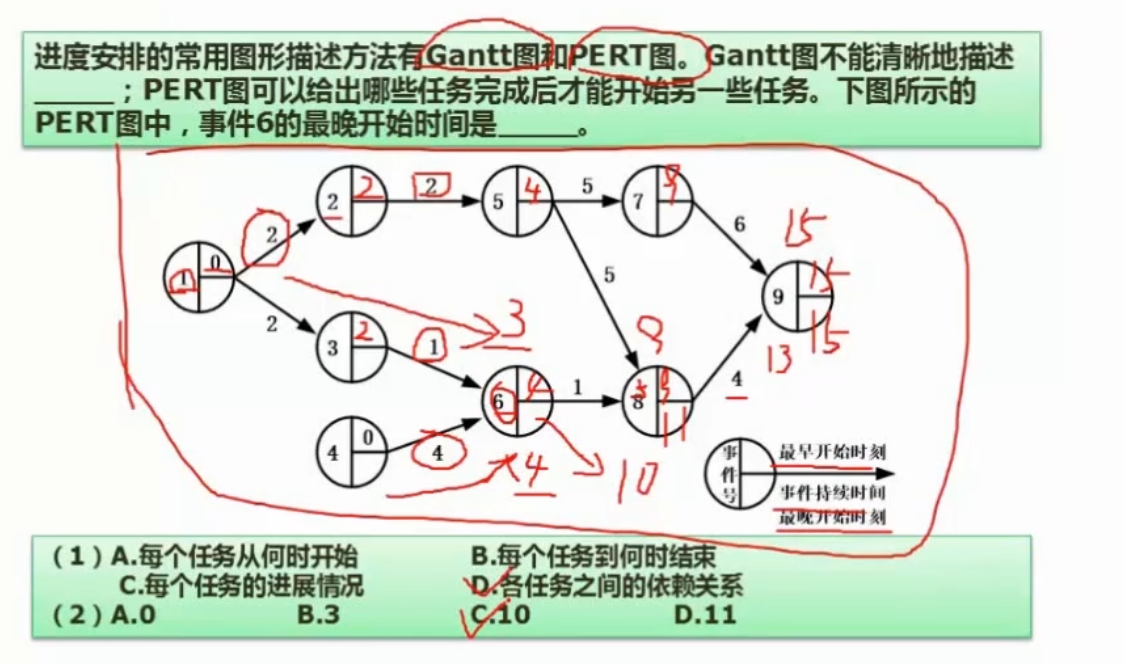 进度安排的常用图形描述方法有Gantt图和PERT图。Gantt图不能清晰地描述
_____；PERT图可以给出哪些任务完成后才能开始另一些任务。下图所示的
PERT图中，事件6的最晚开始时间是_____。
2 2 2 5 4 5 7 9
6 15
1 0 2
5 9 15
2 3 2 1 3 9 15
13
6 4 1 8 9 4
11
4 0 4 4 10
事件号 最早开始时刻
事件持续时间
最晚开始时刻
（1）A.每个任务从何时开始 B.每个任务到何时结束
C.每个任务的进展情况 D.各任务之间的依赖关系
（2）A.0 B.3 C.10 D.11